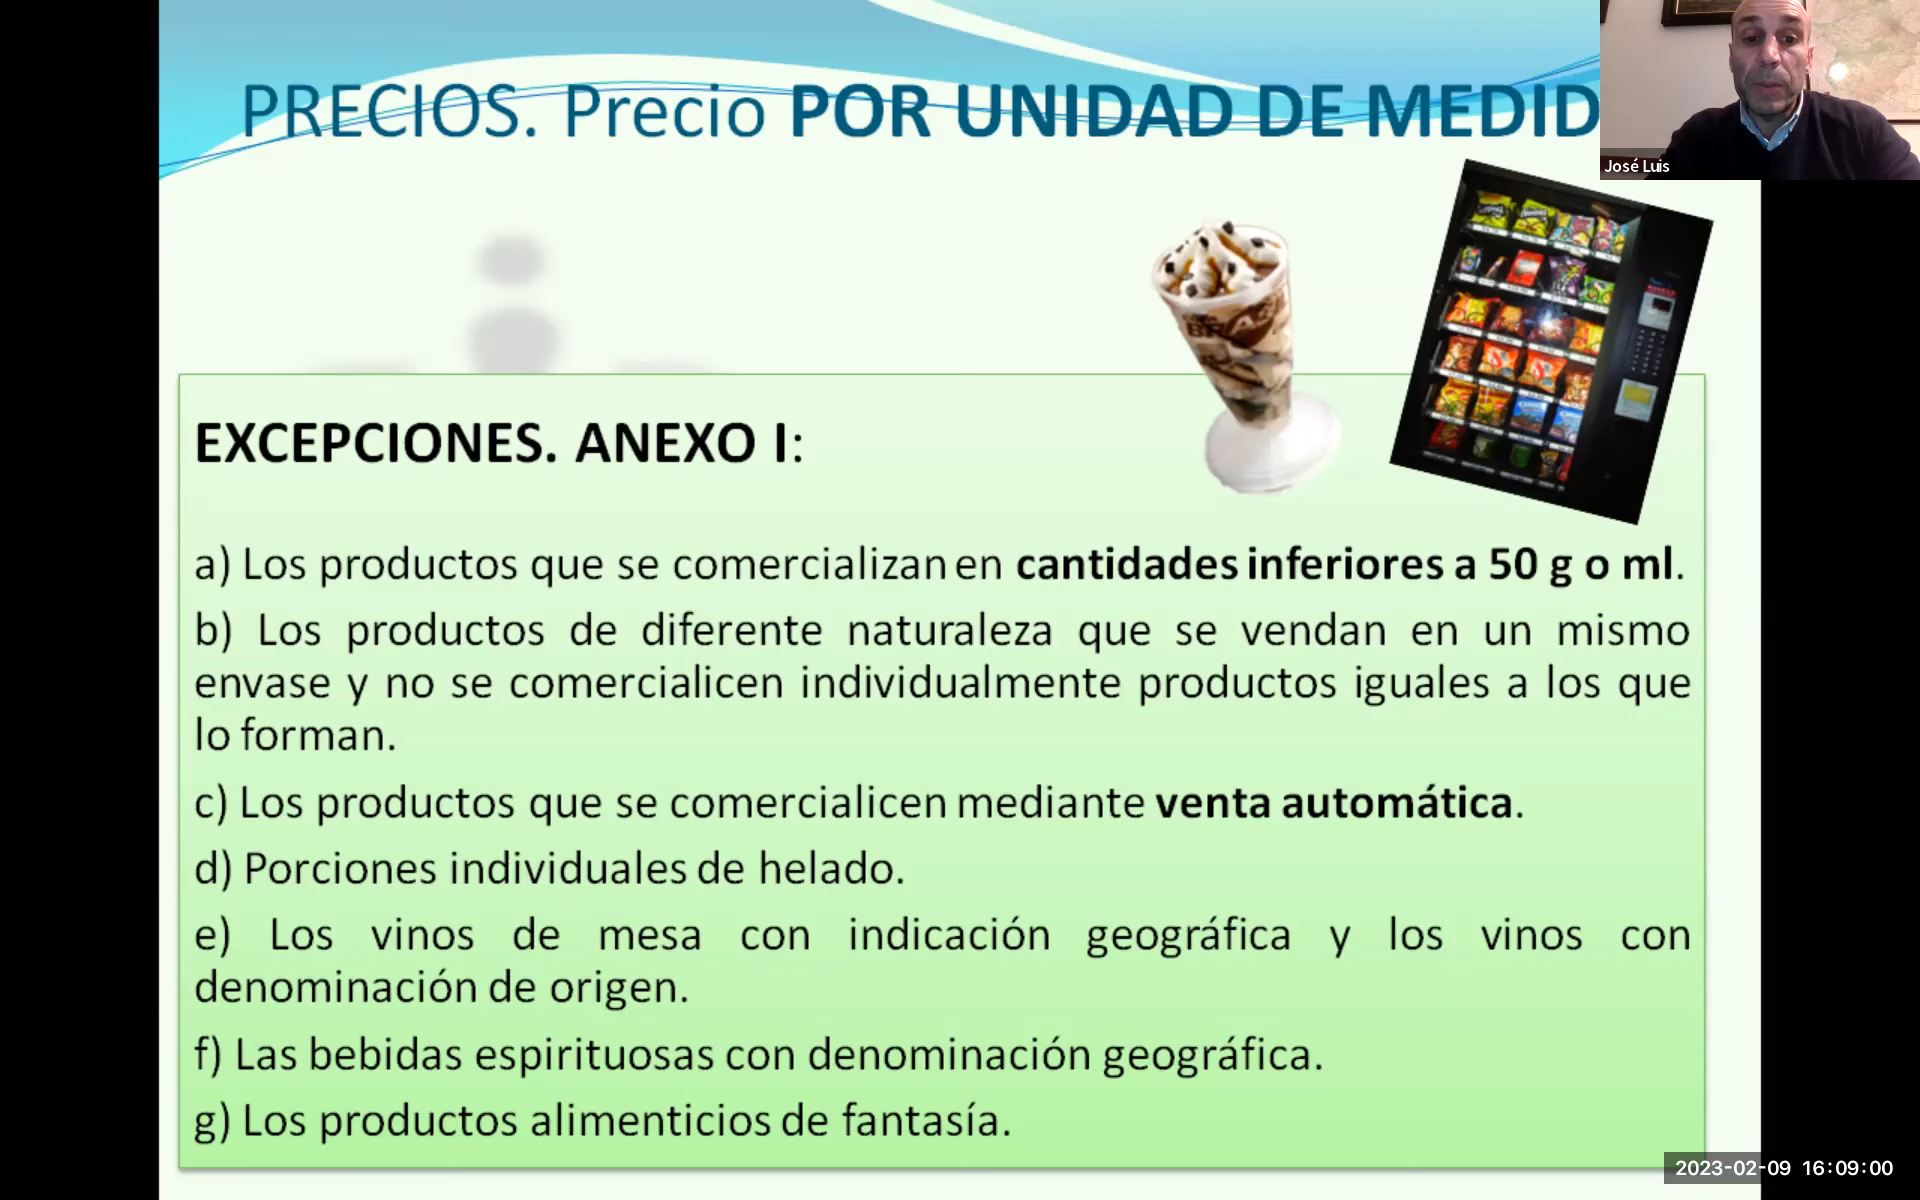 PRECIOS. Precio POR UNIDAD DE MEDID
José Luis
EXCEPCIONES. ANEXO I:
a) Los productos que se comercializan en cantidades inferiores a 50 g o ml.
b) Los productos de diferente naturaleza que se vendan en un mismo
envase y no se comercialicen individualmente productos iguales a los que
lo forman.
c) Los productos que se comercialicen mediante venta automática.
d) Porciones individuales de helado.
e) Los vinos de mesa con indicación geográfica y los vinos con
denominación de origen.
f) Las bebidas espirituosas con denominación geográfica.
g) Los productos alimenticios de fantasía.
2023-02-09 16:09:00